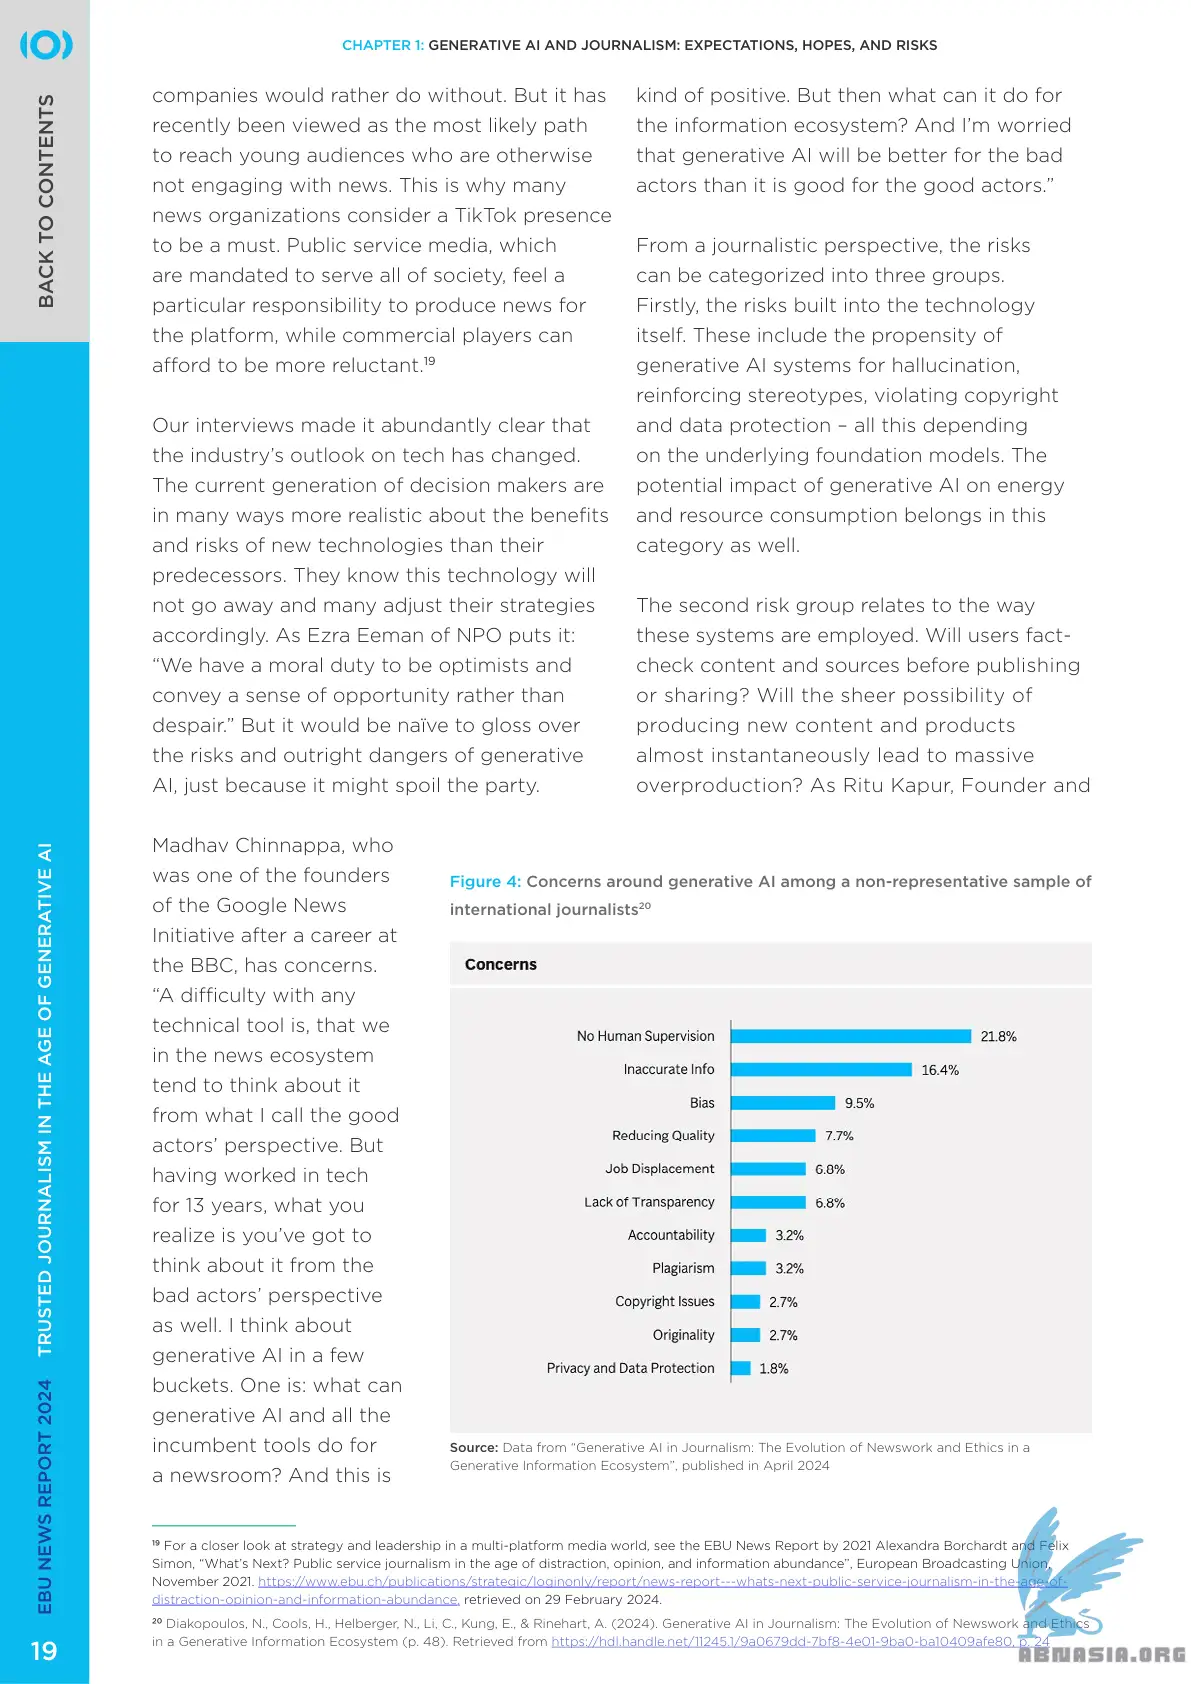 CHAPTER 1: GENERATIVE AI AND JOURNALISM: EXPECTATIONS, HOPES, AND RISKS
BACK TO CONTENTS
companies would rather do without. But it has
recently been viewed as the most likely path
to reach young audiences who are otherwise
not engaging with news. This is why many
news organizations consider a TikTok presence
to be a must. Public service media, which
are mandated to serve all of society, feel a
particular responsibility to produce news for
the platform, while commercial players can
afford to be more reluctant.¹⁹
Our interviews made it abundantly clear that
the industry’s outlook on tech has changed.
The current generation of decision makers are
in many ways more realistic about the benefits
and risks of new technologies than their
predecessors. They know this technology will
not go away and many adjust their strategies
accordingly. As Ezra Eeman of NPO puts it:
“We have a moral duty to be optimists and
convey a sense of opportunity rather than
despair.” But it would be naïve to gloss over
the risks and outright dangers of generative
AI, just because it might spoil the party.
Madhav Chinnappa, who
was one of the founders
of the Google News
Initiative after a career at
the BBC, has concerns.
“A difficulty with any
technical tool is, that we
in the news ecosystem
tend to think about it
from what I call the good
actors’ perspective. But
having worked in tech
for 13 years, what you
realize is you’ve got to
think about it from the
bad actors’ perspective
as well. I think about
generative AI in a few
buckets. One is: what can
generative AI and all the
incumbent tools do for
a newsroom? And this is
kind of positive. But then what can it do for
the information ecosystem? And I’m worried
that generative AI will be better for the bad
actors than it is good for the good actors.”
From a journalistic perspective, the risks
can be categorized into three groups.
Firstly, the risks built into the technology
itself. These include the propensity of
generative AI systems for hallucination,
reinforcing stereotypes, violating copyright
and data protection – all this depending
on the underlying foundation models. The
potential impact of generative AI on energy
and resource consumption belongs in this
category as well.
The second risk group relates to the way
these systems are employed. Will users fact-
check content and sources before publishing
or sharing? Will the sheer possibility of
producing new content and products
almost instantaneously lead to massive
overproduction? As Ritu Kapur, Founder and
Figure 4: Concerns around generative AI among a non-representative sample of
international journalists²⁰
Concerns
No Human Supervision 21.8%
Inaccurate Info 16.4%
Bias 9.5%
Reducing Quality 7.7%
Job Displacement 6.8%
Lack of Transparency 6.8%
Accountability 3.2%
Plagiarism 3.2%
Copyright Issues 2.7%
Originality 2.7%
Privacy and Data Protection 1.8%
Source: Data from “Generative AI in Journalism: The Evolution of Newswork and Ethics in a
Generative Information Ecosystem”, published in April 2024
¹⁹ For a closer look at strategy and leadership in a multi-platform media world, see the EBU News Report by 2021 Alexandra Borchardt and Felix
Simon, “What’s Next? Public service journalism in the age of distraction, opinion, and information abundance”, European Broadcasting Union,
November 2021. https://www.ebu.ch/publications/strategic/loginonly/report/news-report---whats-next-public-service-journalism-in-the-age-of-
distraction-opinion-and-information-abundance, retrieved on 29 February 2024.
²⁰ Diakopoulos, N., Cools, H., Helberger, N., Li, C., Kung, E., & Rinehart, A. (2024). Generative AI in Journalism: The Evolution of Newswork and Ethics
in a Generative Information Ecosystem (p. 48). Retrieved from https://hdl.handle.net/11245.1/9a0679dd-7bf8-4e01-9ba0-ba10409afe80, p. 24
EBU NEWS REPORT 2024 TRUSTED JOURNALISM IN THE AGE OF GENERATIVE AI
19
ABNASIA.ORG